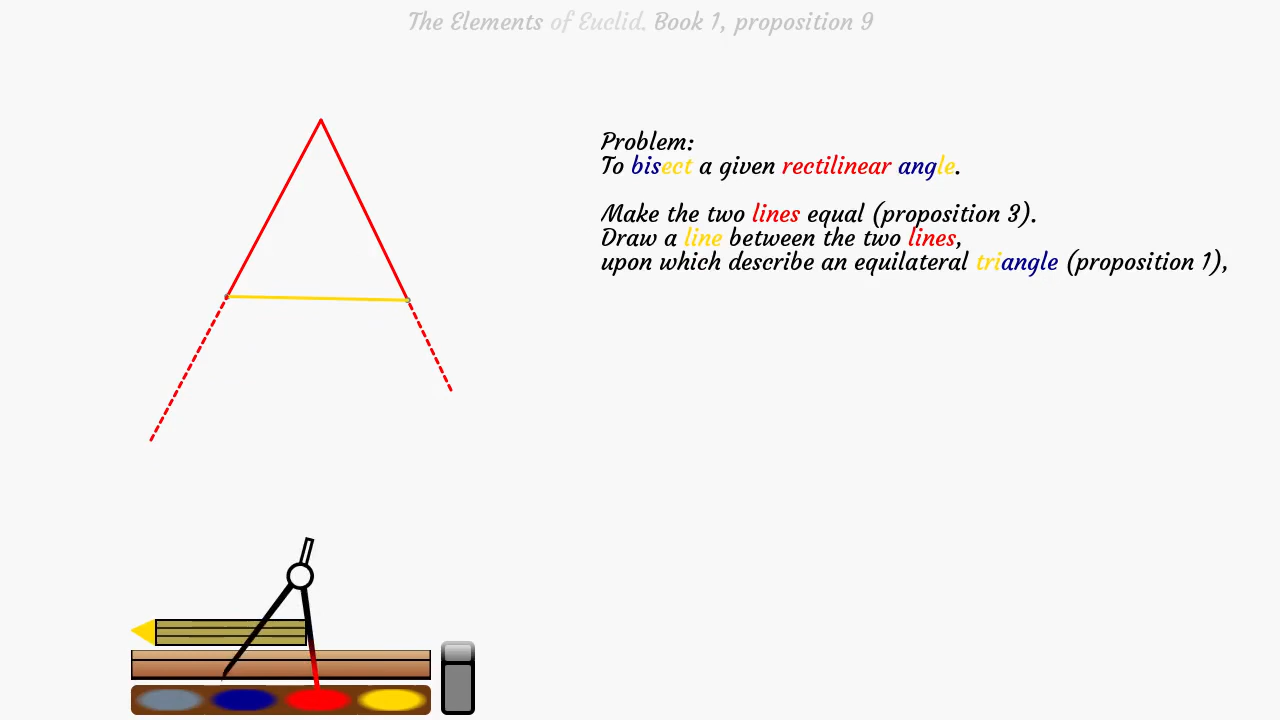 The Elements of Euclid. Book 1, proposition 9
Problem:
To bisect a given rectilinear angle.
Make the two lines equal (proposition 3).
Draw a line between the two lines,
upon which describe an equilateral triangle (proposition 1),